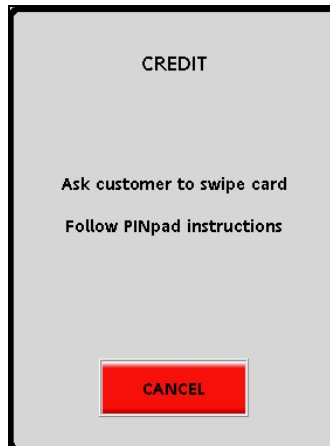 CREDIT
Ask customer to swipe card
Follow PINpad instructions
CANCEL